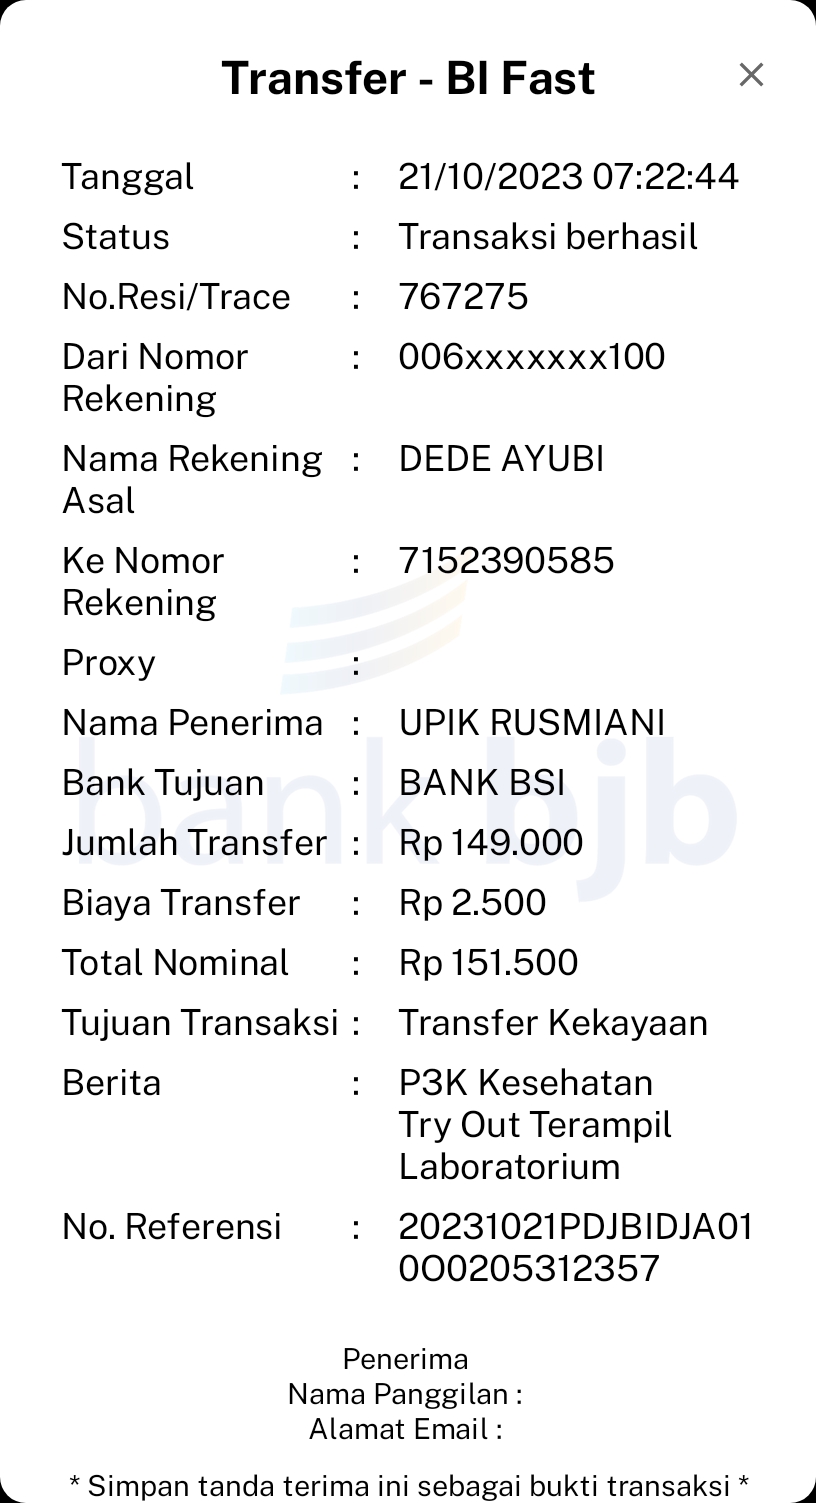 Transfer - BI Fast
Tanggal : 21/10/2023 07:22:44
Status : Transaksi berhasil
No.Resi/Trace : 767275
Dari Nomor : 006xxxxxxx100
Rekening
Nama Rekening : DEDE AYUBI
Asal
Ke Nomor : 7152390585
Rekening
Proxy :
Nama Penerima : UPIK RUSMIANI
Bank Tujuan : BANK BSI
bank bjb
Jumlah Transfer : Rp 149.000
Biaya Transfer : Rp 2.500
Total Nominal : Rp 151.500
Tujuan Transaksi : Transfer Kekayaan
Berita : P3K Kesehatan
Try Out Terampil
Laboratorium
No. Referensi : 20231021PDJBIDJA01
0O0205312357
Penerima
Nama Panggilan :
Alamat Email :
* Simpan tanda terima ini sebagai bukti transaksi *